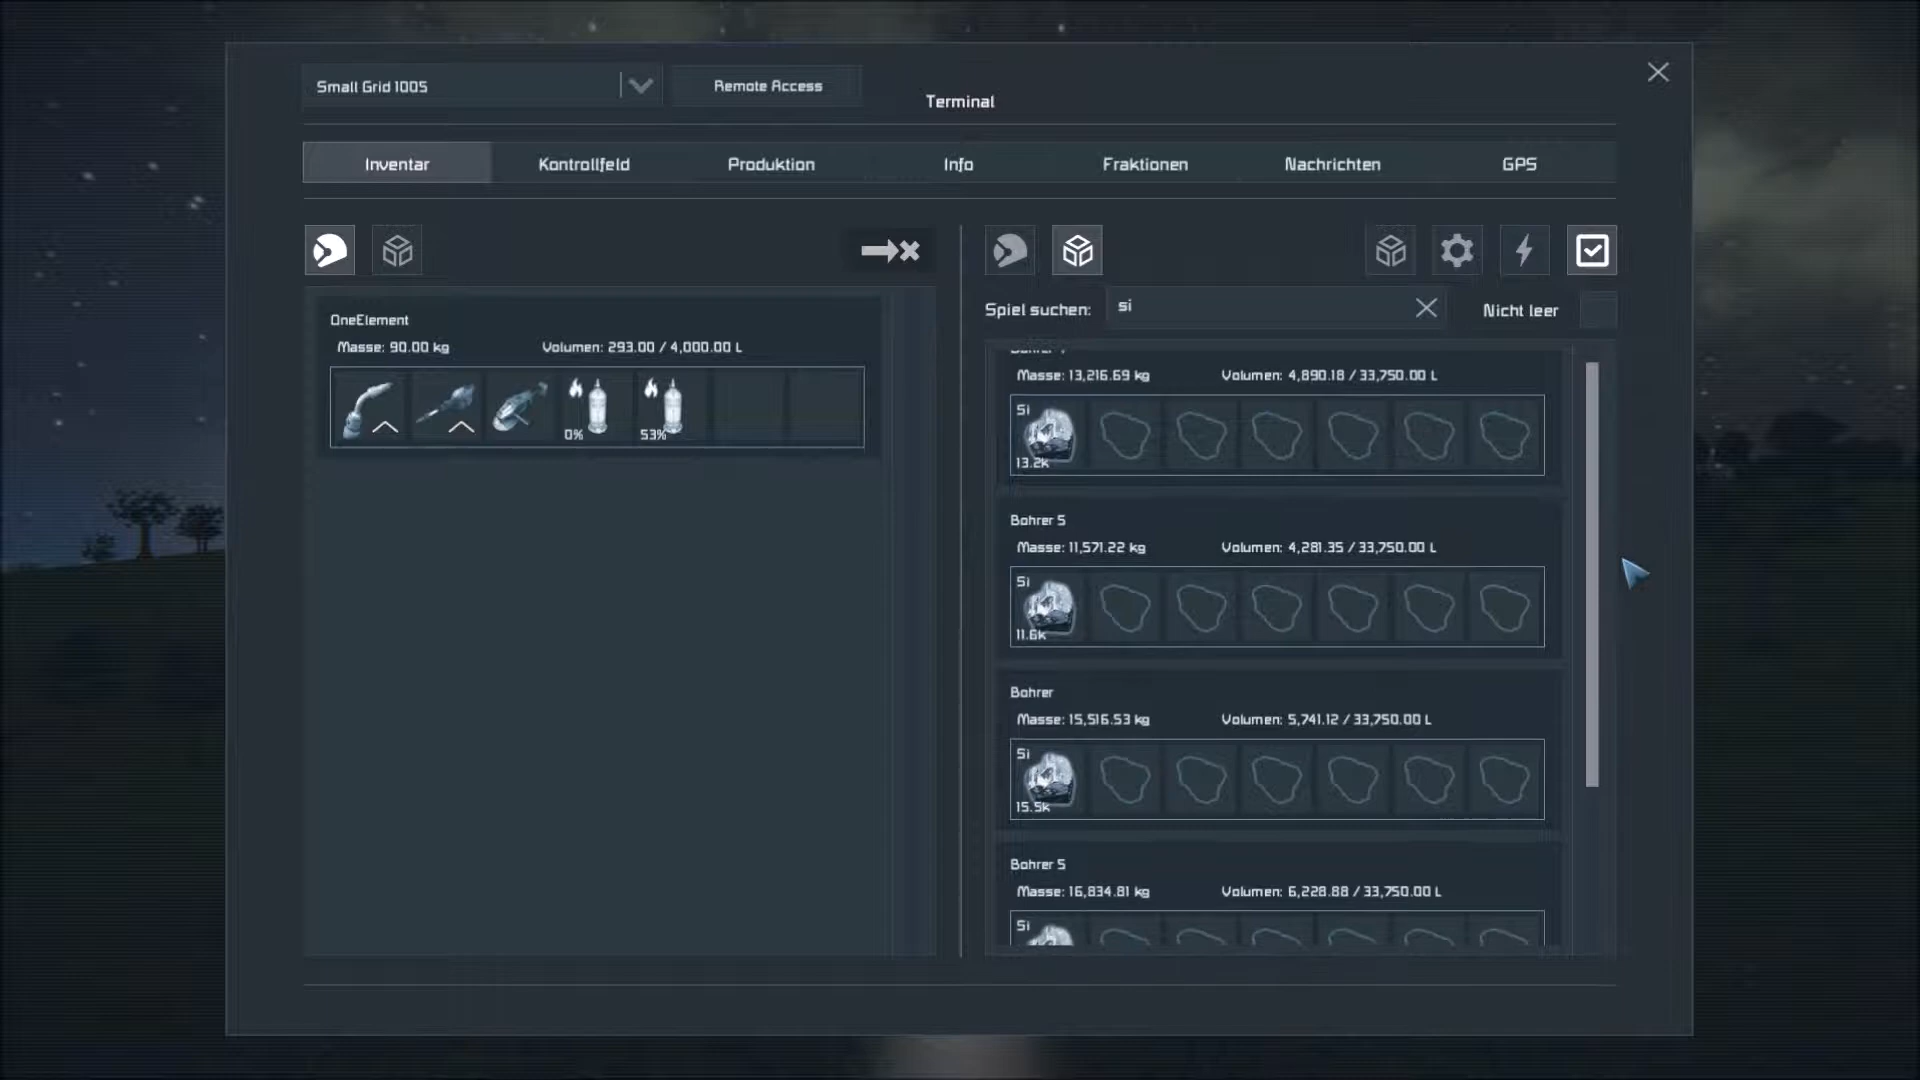 Small Grid 1005
Remote Access
Terminal
Inventar
Kontrollfeld
Produktion
Info
Fraktionen
Nachrichten
GPS
Spiel suchen:
si
Nicht leer
OneElement
Masse: 90.00 kg
Volumen: 293.00 / 4,000.00 L
0%
53%
Masse: 13,216.69 kg
Volumen: 4,890.18 / 33,750.00 L
Si
13.2k
Bohrer 5
Masse: 11,571.22 kg
Volumen: 4,281.35 / 33,750.00 L
Si
11.6k
Bohrer
Masse: 15,516.53 kg
Volumen: 5,741.12 / 33,750.00 L
Si
15.5k
Bohrer 5
Masse: 16,834.81 kg
Volumen: 6,228.88 / 33,750.00 L
Si